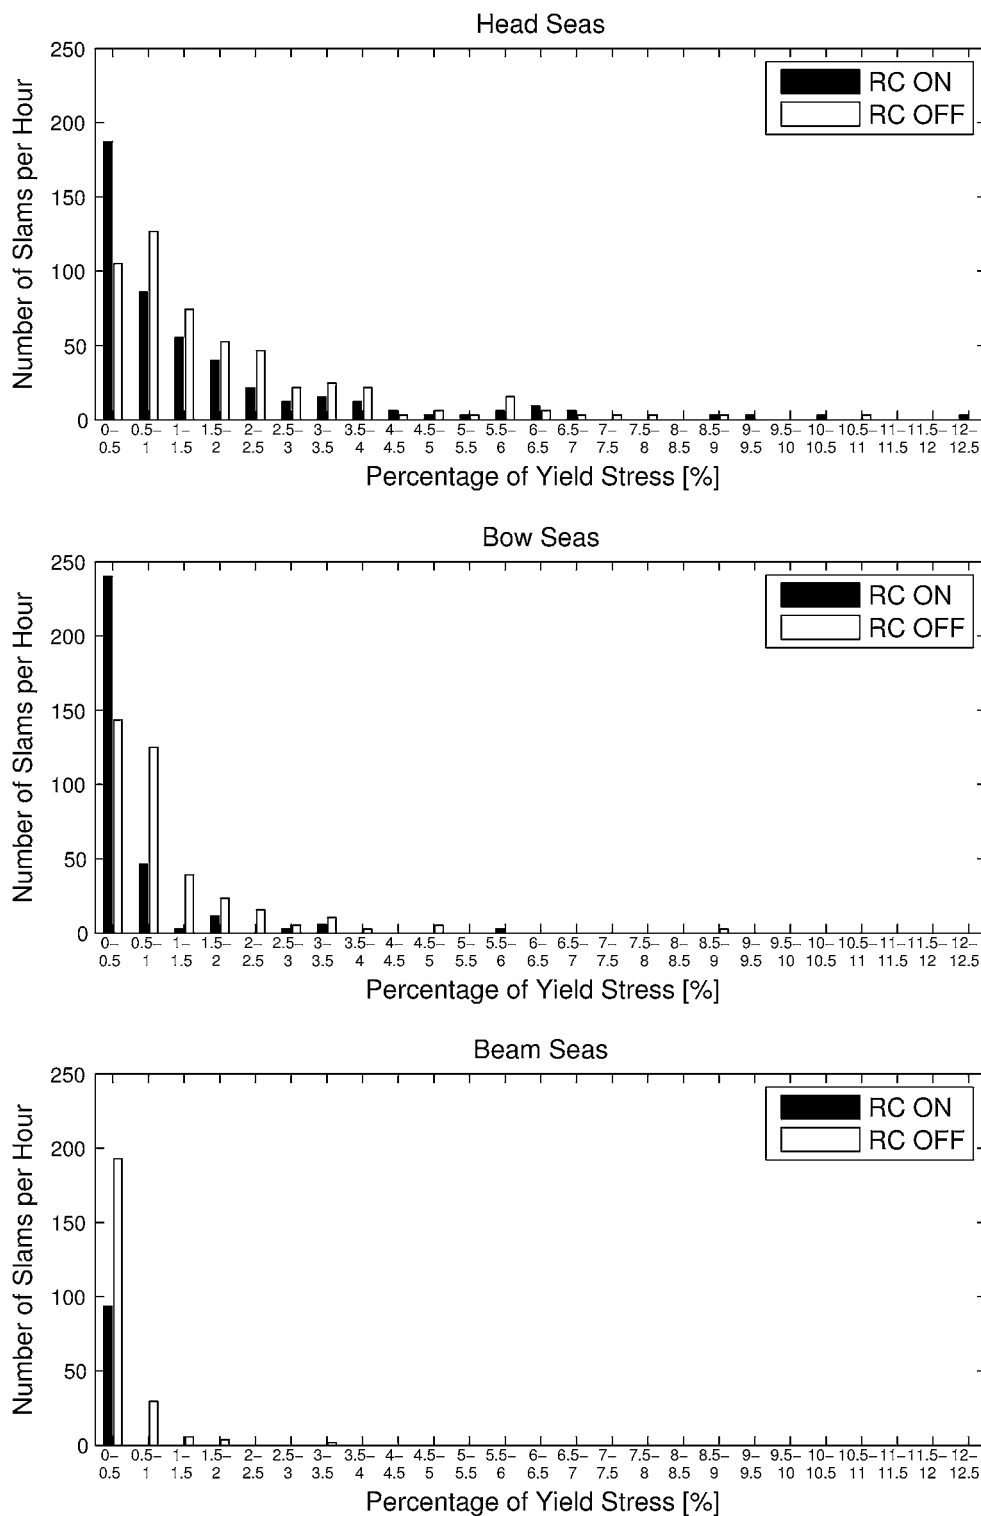 Head Seas
250
200
150
100
50
0
Number of Slams per Hour
RC ON
RC OFF
0– 0.5– 1– 1.5– 2– 2.5– 3– 3.5– 4– 4.5– 5– 5.5– 6– 6.5– 7– 7.5– 8– 8.5– 9– 9.5– 10– 10.5– 11– 11.5– 12–
0.5 1 1.5 2 2.5 3 3.5 4 4.5 5 5.5 6 6.5 7 7.5 8 8.5 9 9.5 10 10.5 11 11.5 12 12.5
Percentage of Yield Stress [%]
Bow Seas
250
200
150
100
50
0
Number of Slams per Hour
RC ON
RC OFF
0– 0.5– 1– 1.5– 2– 2.5– 3– 3.5– 4– 4.5– 5– 5.5– 6– 6.5– 7– 7.5– 8– 8.5– 9– 9.5– 10– 10.5– 11– 11.5– 12–
0.5 1 1.5 2 2.5 3 3.5 4 4.5 5 5.5 6 6.5 7 7.5 8 8.5 9 9.5 10 10.5 11 11.5 12 12.5
Percentage of Yield Stress [%]
Beam Seas
250
200
150
100
50
0
Number of Slams per Hour
RC ON
RC OFF
0– 0.5– 1– 1.5– 2– 2.5– 3– 3.5– 4– 4.5– 5– 5.5– 6– 6.5– 7– 7.5– 8– 8.5– 9– 9.5– 10– 10.5– 11– 11.5– 12–
0.5 1 1.5 2 2.5 3 3.5 4 4.5 5 5.5 6 6.5 7 7.5 8 8.5 9 9.5 10 10.5 11 11.5 12 12.5
Percentage of Yield Stress [%]